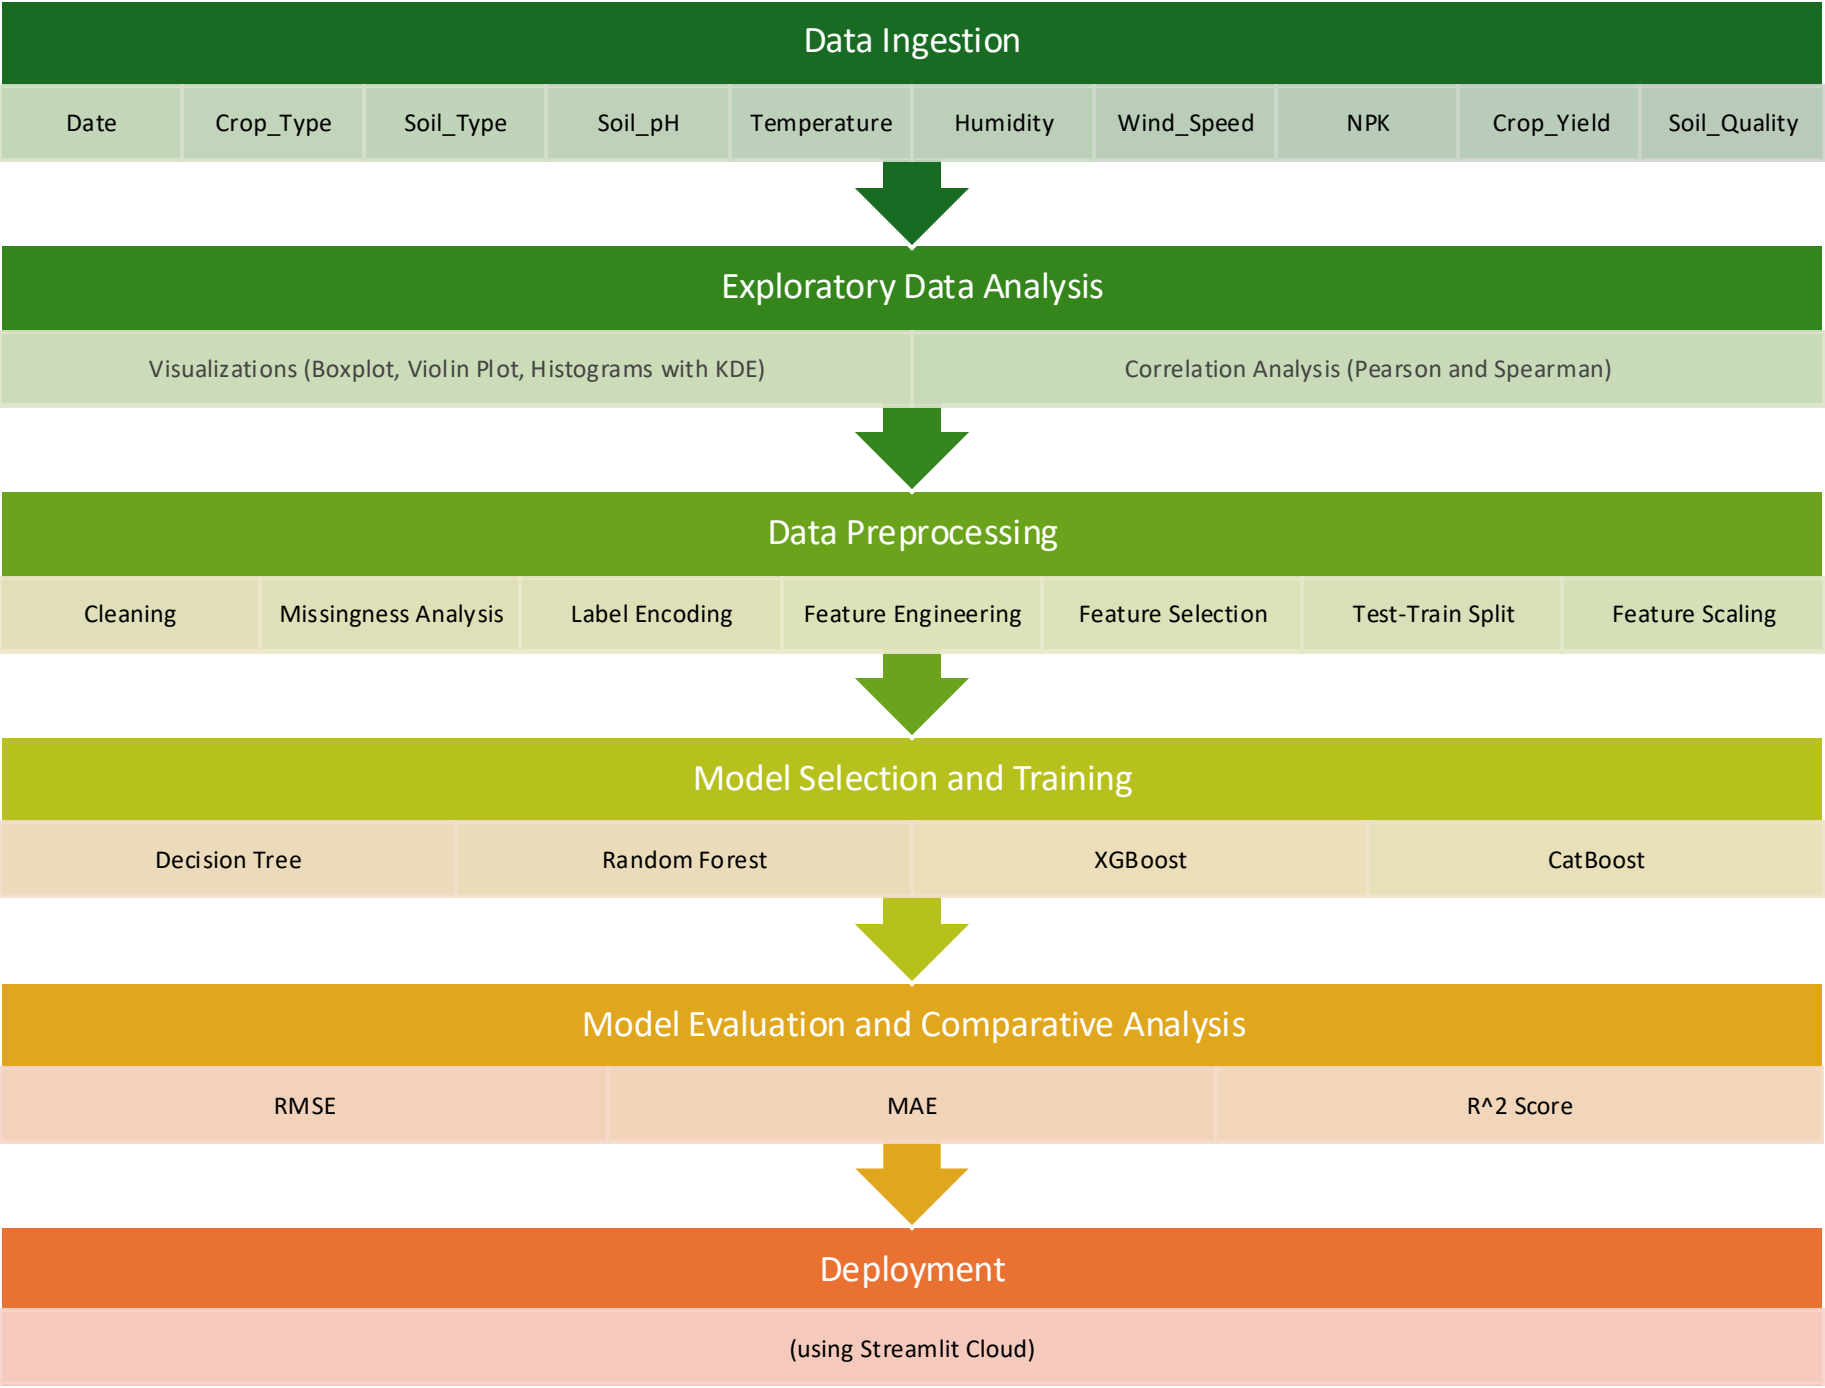 Data Ingestion
Date Crop_Type Soil_Type Soil_pH Temperature Humidity Wind_Speed NPK Crop_Yield Soil_Quality
Exploratory Data Analysis
Visualizations (Boxplot, Violin Plot, Histograms with KDE) Correlation Analysis (Pearson and Spearman)
Data Preprocessing
Cleaning Missingness Analysis Label Encoding Feature Engineering Feature Selection Test-Train Split Feature Scaling
Model Selection and Training
Decision Tree Random Forest XGBoost CatBoost
Model Evaluation and Comparative Analysis
RMSE MAE R^2 Score
Deployment
(using Streamlit Cloud)